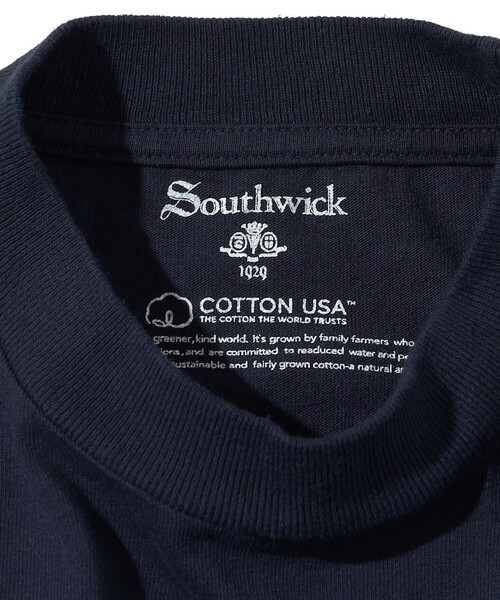 Southwick
1929
COTTON USA™
THE COTTON THE WORLD TRUSTS
greener, kind world. It's grown by family farmers who
and are committed to readuced water and
sustainable and fairly grown cotton-a natural